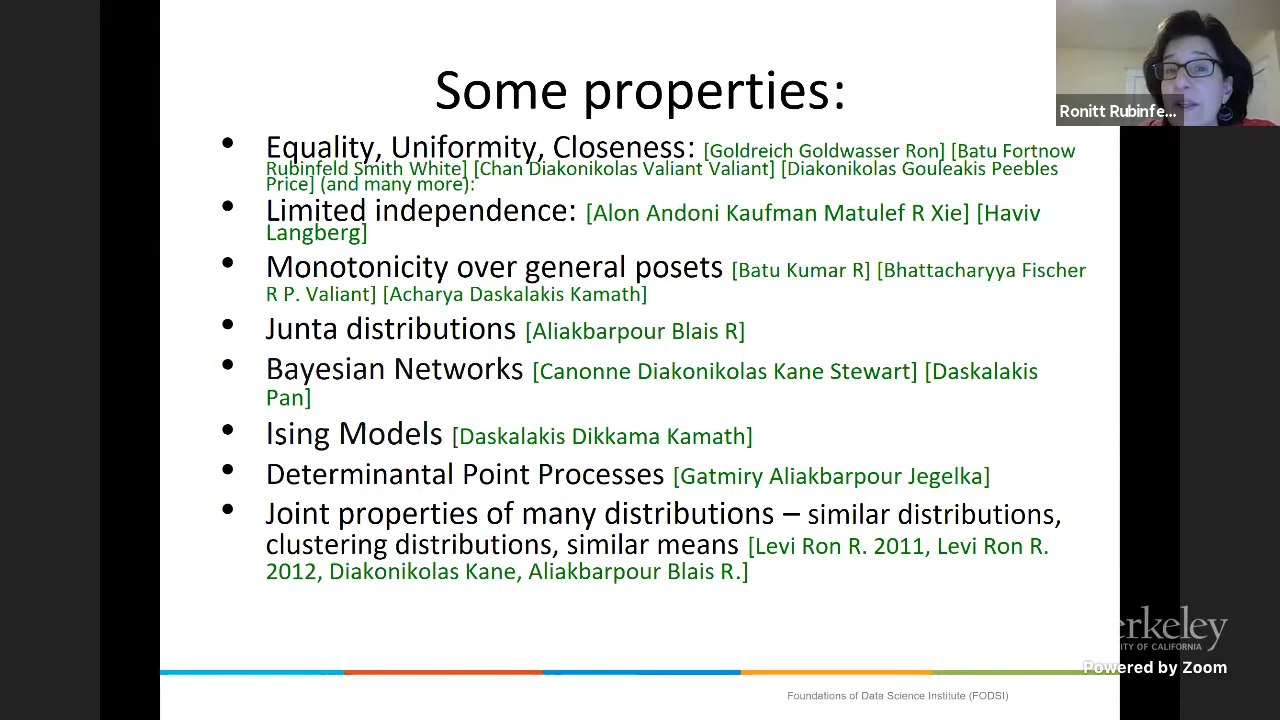 Some properties:
• Equality, Uniformity, Closeness: [Goldreich Goldwasser Ron] [Batu Fortnow
Rubinfeld Smith White] [Chan Diakonikolas Valiant Valiant] [Diakonikolas Gouleakis Peebles
Price] (and many more):
• Limited independence: [Alon Andoni Kaufman Matulef R Xie] [Haviv
Langberg]
• Monotonicity over general posets [Batu Kumar R] [Bhattacharyya Fischer
R P. Valiant] [Acharya Daskalakis Kamath]
• Junta distributions [Aliakbarpour Blais R]
• Bayesian Networks [Canonne Diakonikolas Kane Stewart] [Daskalakis
Pan]
• Ising Models [Daskalakis Dikkama Kamath]
• Determinantal Point Processes [Gatmiry Aliakbarpour Jegelka]
• Joint properties of many distributions – similar distributions,
clustering distributions, similar means [Levi Ron R. 2011, Levi Ron R.
2012, Diakonikolas Kane, Aliakbarpour Blais R.]
Foundations of Data Science Institute (FODSI)
Ronitt Rubinfe...
erkeley
ITY OF CALIFORNIA
Powered by Zoom